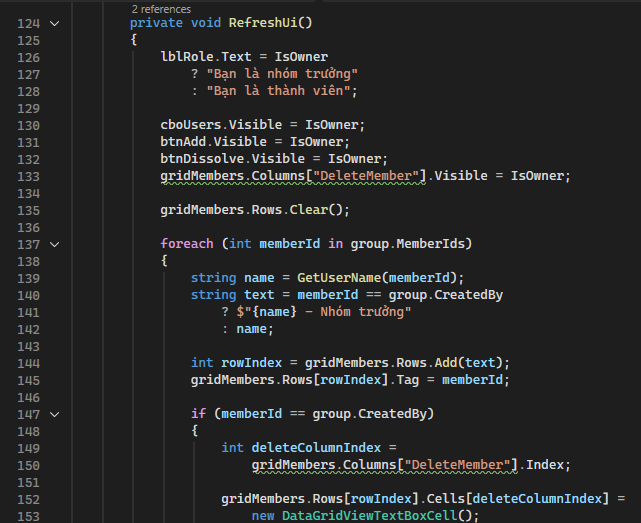 2 references
124 private void RefreshUi()
125 {
126 lblRole.Text = IsOwner
127 ? "Bạn là nhóm trưởng"
128 : "Bạn là thành viên";
129
130 cboUsers.Visible = IsOwner;
131 btnAdd.Visible = IsOwner;
132 btnDissolve.Visible = IsOwner;
133 gridMembers.Columns["DeleteMember"].Visible = IsOwner;
134
135 gridMembers.Rows.Clear();
136
137 foreach (int memberId in group.MemberIds)
138 {
139 string name = GetUserName(memberId);
140 string text = memberId == group.CreatedBy
141 ? $"{name} - Nhóm trưởng"
142 : name;
143
144 int rowIndex = gridMembers.Rows.Add(text);
145 gridMembers.Rows[rowIndex].Tag = memberId;
146
147 if (memberId == group.CreatedBy)
148 {
149 int deleteColumnIndex =
150 gridMembers.Columns["DeleteMember"].Index;
151
152 gridMembers.Rows[rowIndex].Cells[deleteColumnIndex] =
153 new DataGridViewTextBoxCell();